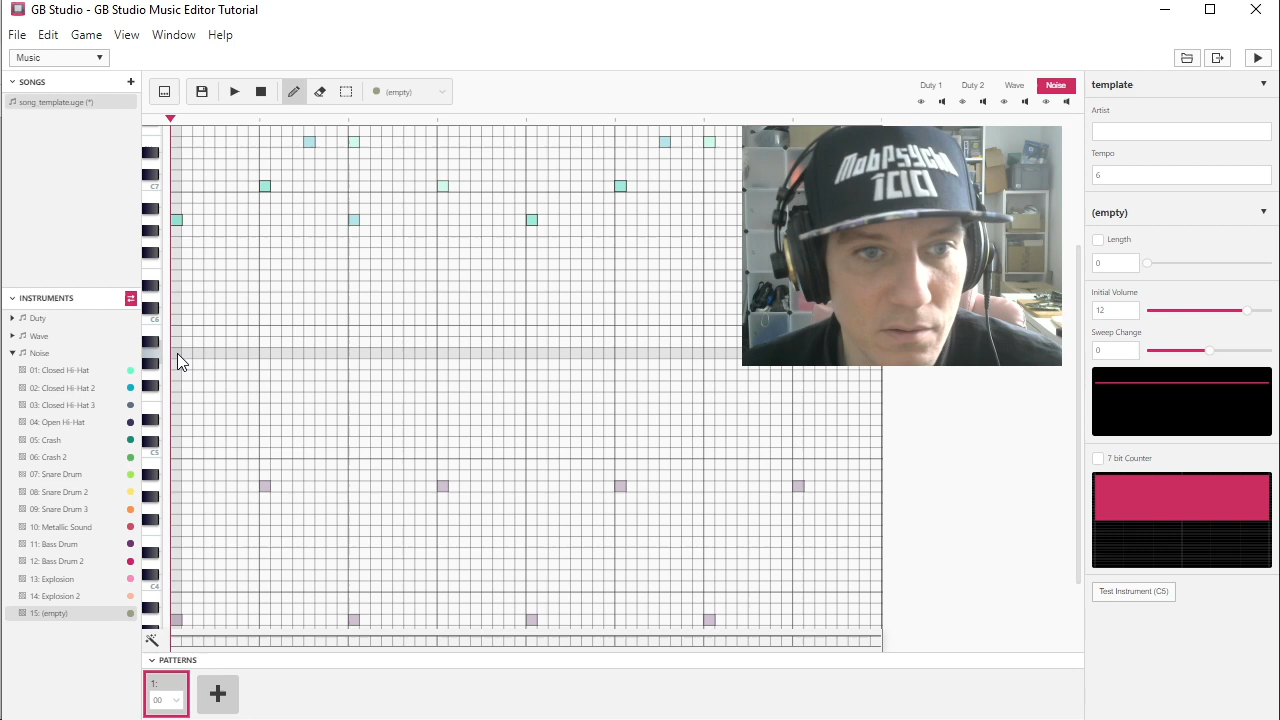 GB Studio - GB Studio Music Editor Tutorial
File Edit Game View Window Help
Music
SONGS
song_template.uge (*)
(empty)
Duty 1 Duty 2 Wave Noise
template
Artist
Tempo
6
(empty)
Length
0
Initial Volume
12
Sweep Change
0
7 bit Counter
Test Instrument (C5)
C7
C6
C5
C4
MobPsycho
100
INSTRUMENTS
Duty
Wave
Noise
01: Closed Hi-Hat
02: Closed Hi-Hat 2
03: Closed Hi-Hat 3
04: Open Hi-Hat
05: Crash
06: Crash 2
07: Snare Drum
08: Snare Drum 2
09: Snare Drum 3
10: Metallic Sound
11: Bass Drum
12: Bass Drum 2
13: Explosion
14: Explosion 2
15: (empty)
PATTERNS
1:
00